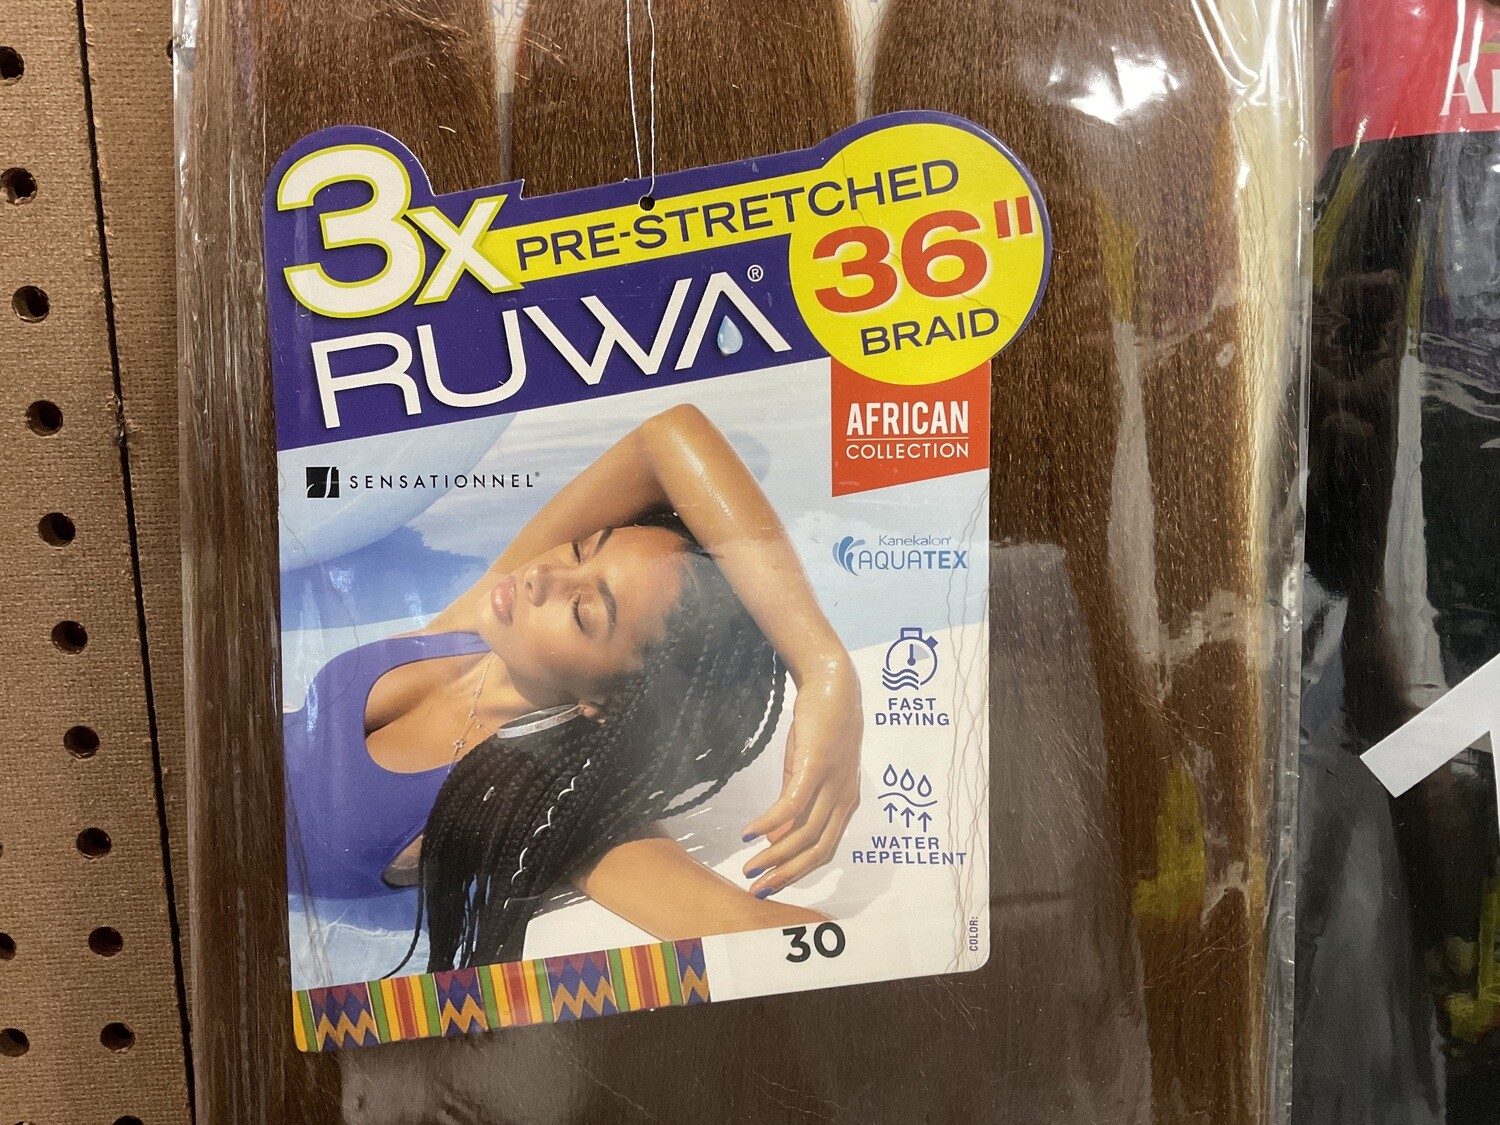 3x PRE-STRETCHED
36"
BRAID
RUWA®
AFRICAN
COLLECTION
SENSATIONNEL®
Kanekalon®
AQUATEX
FAST
DRYING
WATER
REPELLENT
30
COLOR: